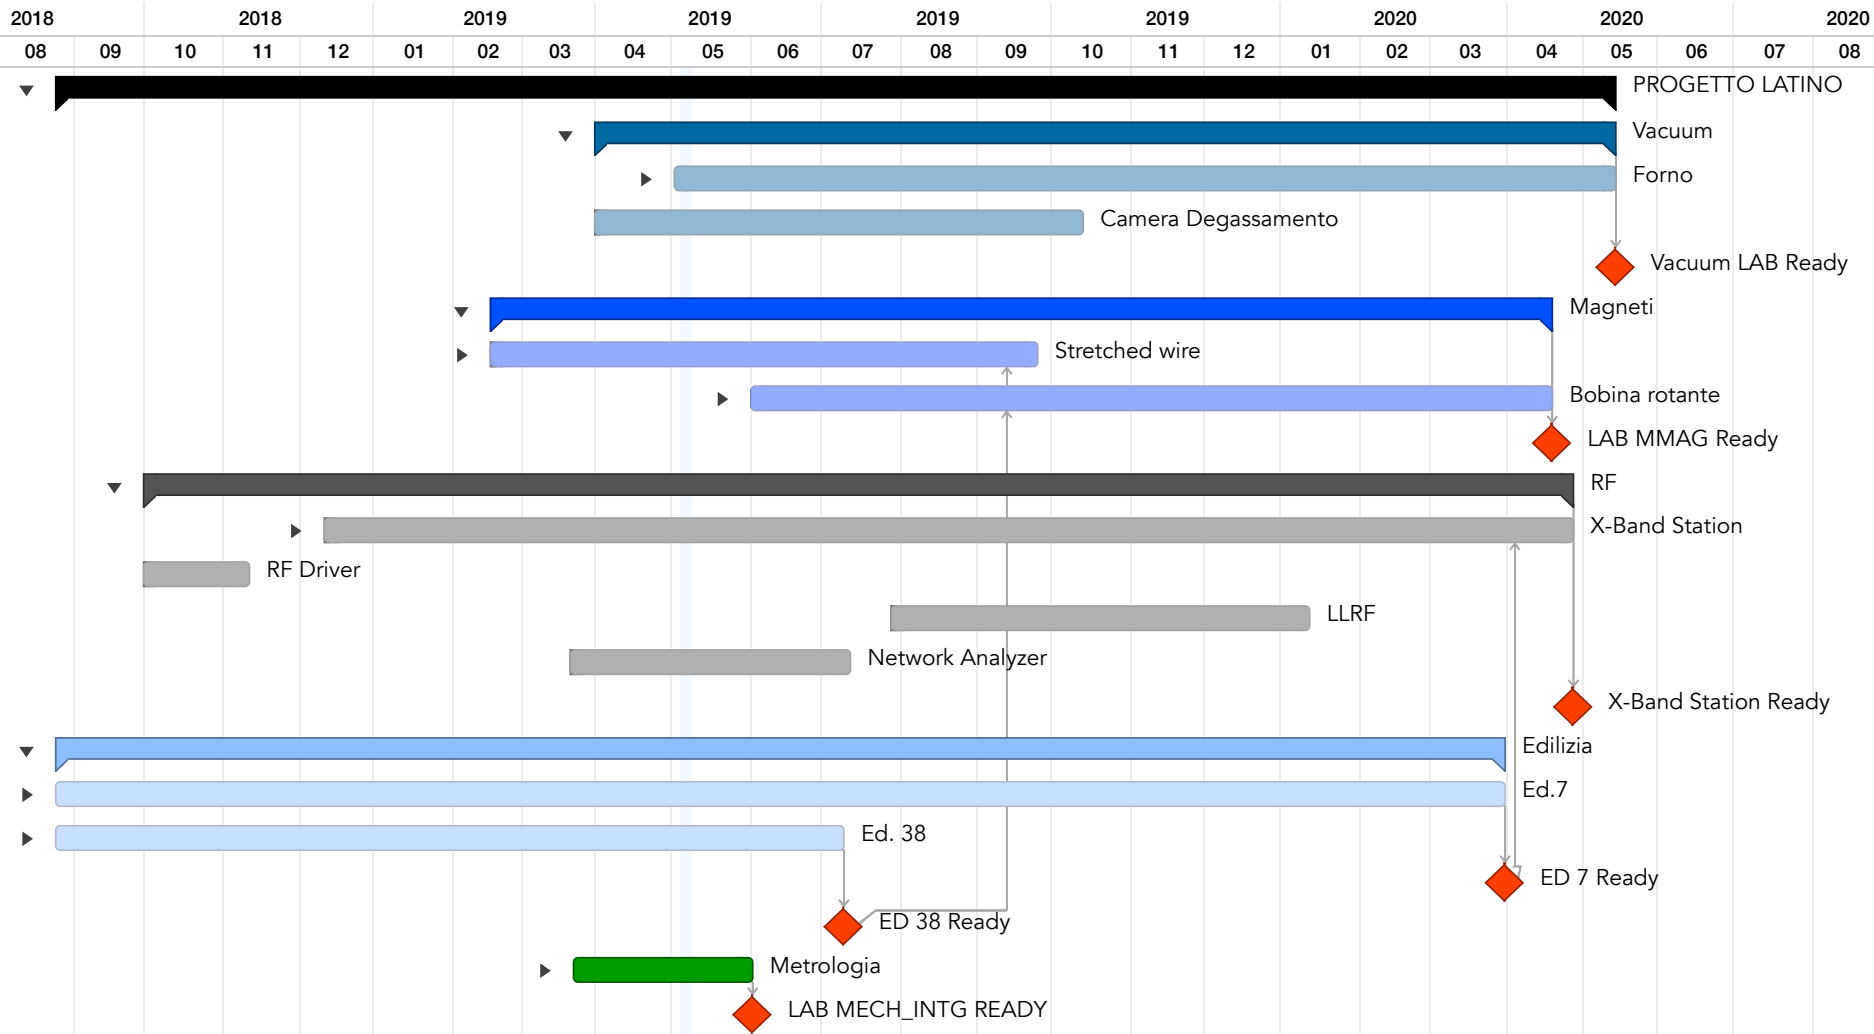 2018 2018 2019 2019 2019 2019 2020 2020 2020
08 09 10 11 12 01 02 03 04 05 06 07 08 09 10 11 12 01 02 03 04 05 06 07 08
PROGETTO LATINO
Vacuum
Forno
Camera Degassamento
Vacuum LAB Ready
Magneti
Stretched wire
Bobina rotante
LAB MMAG Ready
RF
X-Band Station
RF Driver
LLRF
Network Analyzer
X-Band Station Ready
Edilizia
Ed.7
Ed. 38
ED 7 Ready
ED 38 Ready
Metrologia
LAB MECH_INTG READY